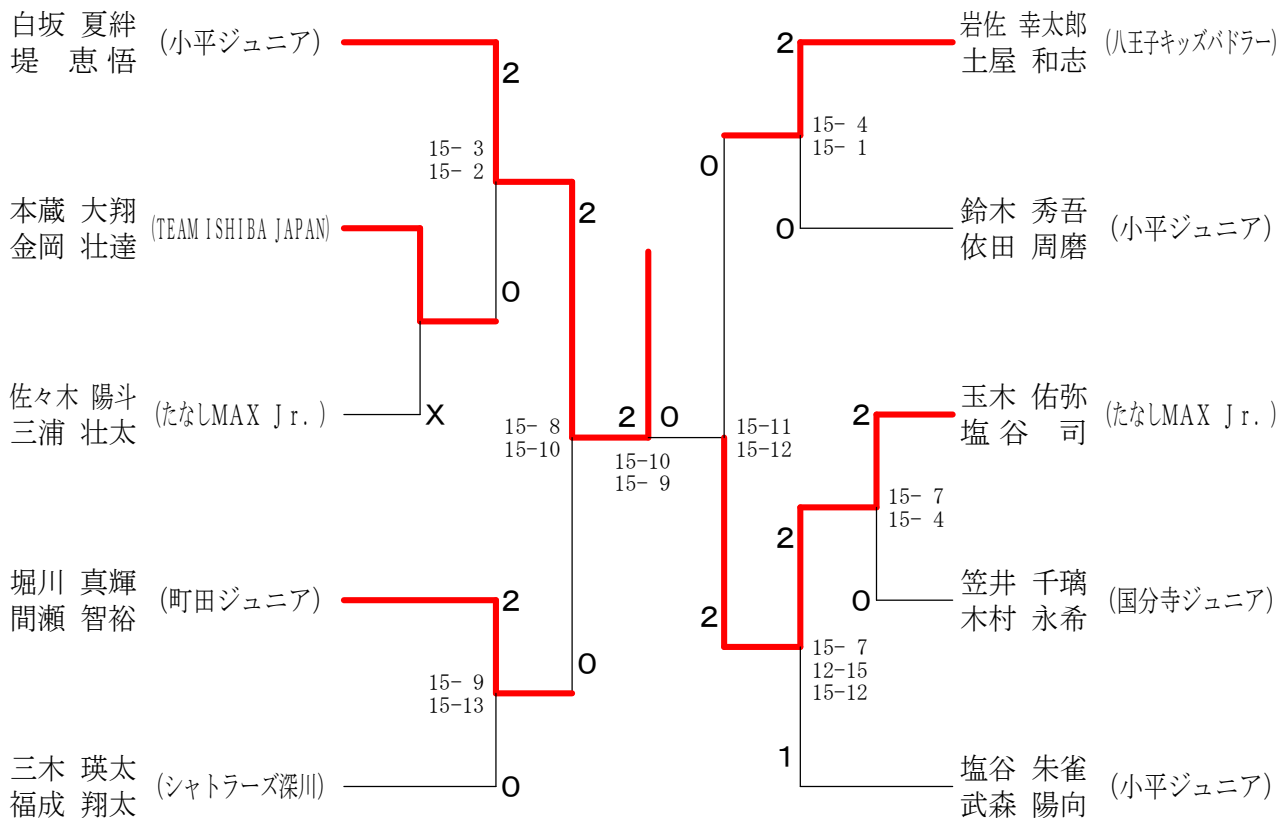 白坂 夏絆
堤 恵悟
(小平ジュニア)
2
15- 3
15- 2
本蔵 大翔
金岡 壮達
(TEAM ISHIBA JAPAN)
0
佐々木 陽斗
三浦 壮太
(たなしMAX Jr.)
X
2
15- 8
15-10
堀川 真輝
間瀬 智裕
(町田ジュニア)
2
15- 9
15-13
0
三木 瑛太
福成 翔太
(シャトラーズ深川)
0
2 0
15-10
15- 9
岩佐 幸太郎
土屋 和志
(八王子キッズバドラー)
2
15- 4
15- 1
0
鈴木 秀吾
依田 周磨
(小平ジュニア)
0
15-11
15-12
玉木 佑弥
塩谷 司
(たなしMAX Jr.)
2
15- 7
15- 4
2
笠井 千璃
木村 永希
(国分寺ジュニア)
0
2
15- 7
12-15
15-12
塩谷 朱雀
武森 陽向
(小平ジュニア)
1